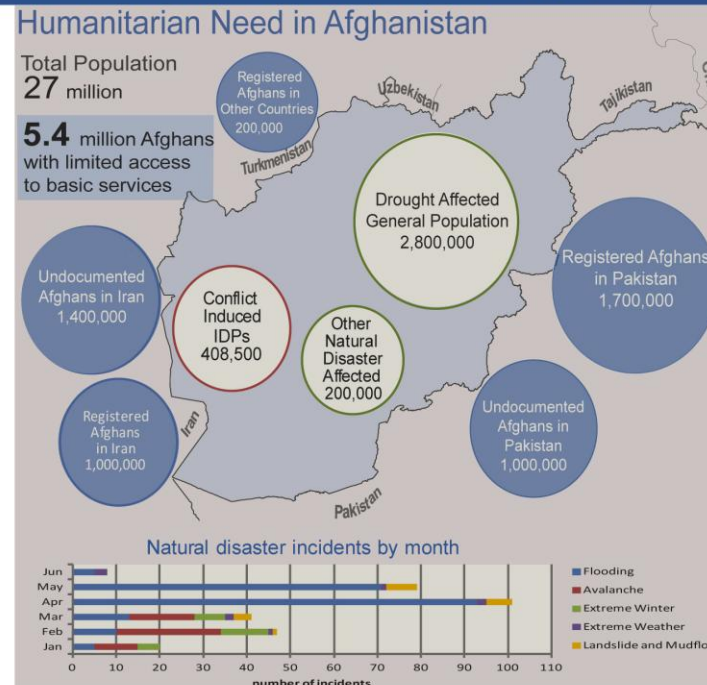 Humanitarian Need in Afghanistan
Total Population
27 million
5.4 million Afghans
with limited access
to basic services
Registered
Afghans in
Other Countries
200,000
Uzbekistan
Tajikistan
Turkmenistan
Drought Affected
General Population
2,800,000
Undocumented
Afghans in Iran
1,400,000
Conflict
Induced
IDPs
408,500
Other
Natural
Disaster
Affected
200,000
Registered Afghans
in Pakistan
1,700,000
Registered
Afghans
in Iran
1,000,000
Iran
Undocumented
Afghans in
Pakistan
1,000,000
Pakistan
Natural disaster incidents by month
Jun
May
Apr
Mar
Feb
Jan
0 10 20 30 40 50 60 70 80 90 100 110
number of incidents
Flooding
Avalanche
Extreme Winter
Extreme Weather
Landslide and Mudflo